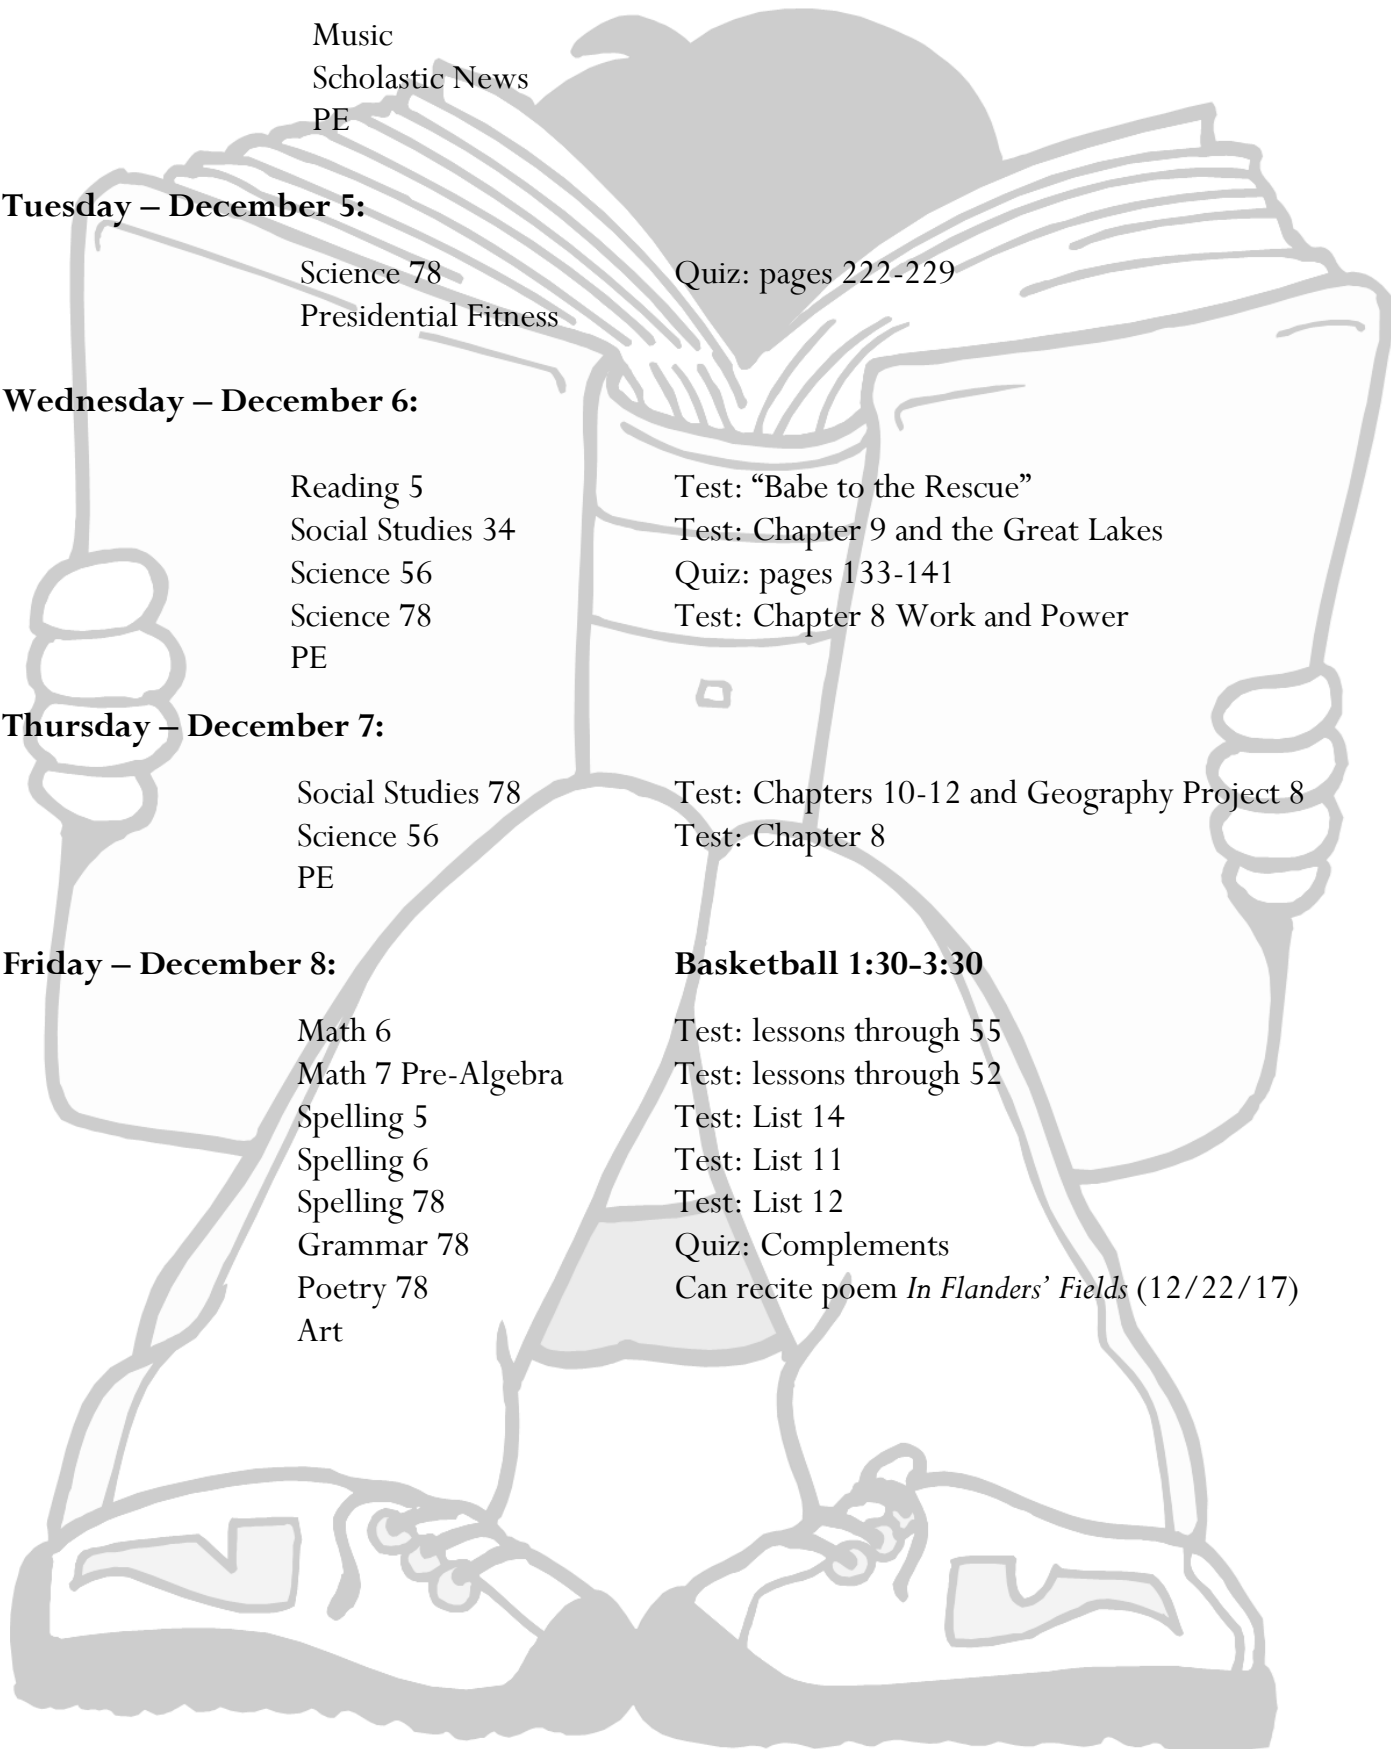 Music
Scholastic News
PE
Tuesday – December 5:
Science 78 Quiz: pages 222-229
Presidential Fitness
Wednesday – December 6:
Reading 5 Test: “Babe to the Rescue”
Social Studies 34 Test: Chapter 9 and the Great Lakes
Science 56 Quiz: pages 133-141
Science 78 Test: Chapter 8 Work and Power
PE
Thursday – December 7:
Social Studies 78 Test: Chapters 10-12 and Geography Project 8
Science 56 Test: Chapter 8
PE
Friday – December 8: Basketball 1:30-3:30
Math 6 Test: lessons through 55
Math 7 Pre-Algebra Test: lessons through 52
Spelling 5 Test: List 14
Spelling 6 Test: List 11
Spelling 78 Test: List 12
Grammar 78 Quiz: Complements
Poetry 78 Can recite poem In Flanders’ Fields (12/22/17)
Art